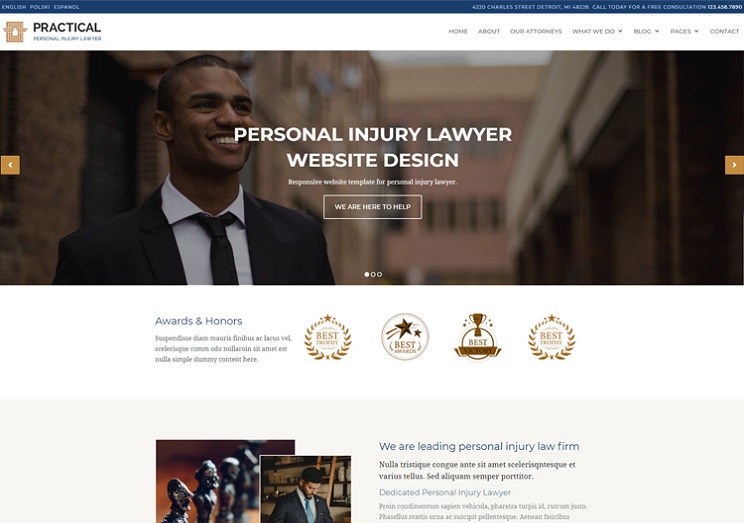 ENGLISH POLSKI ESPANOL
4220 CHARLES STREET DETROIT, MI 48226 CALL TODAY FOR A FREE CONSULTATION 123.456.7890
PRACTICAL
PERSONAL INJURY LAWYER
HOME ABOUT OUR ATTORNEYS WHAT WE DO BLOG PAGES CONTACT
PERSONAL INJURY LAWYER
WEBSITE DESIGN
Responsive website template for personal injury lawyer.
WE ARE HERE TO HELP
Awards & Honors
Suspendisse diam mauris finibus ac lacus vel,
scelerisque comm odo nullaroin sit amet est
nulla simple dummy content here.
BEST
TROPHY
BEST
AWARDS
BEST
VICTORY
BEST
TROPHY
We are leading personal injury law firm
Nulla tristique congue ante sit amet scelerisqntesque et
varius tellus. Sed aliquam semper porttitor.
Dedicated Personal Injury Lawyer
Proin condimentum sapien vehicula, pharetra turpis id, rutrum justo.
Phasellus mattis urna ac suscipit pellentesque. Aenean faucibus